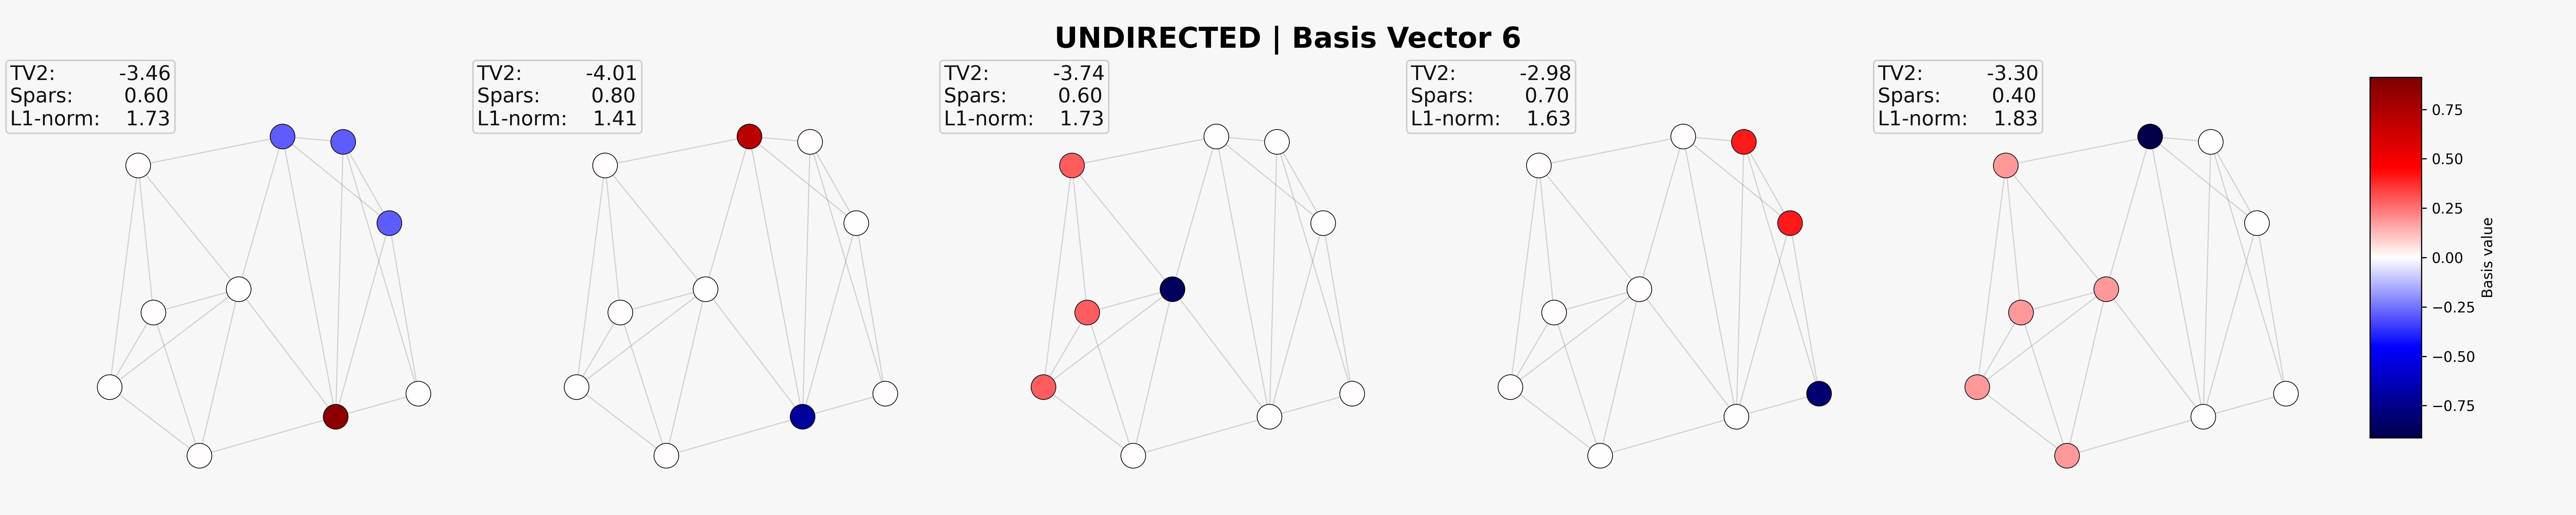 UNDIRECTED | Basis Vector 6
TV2: -3.46
Spars: 0.60
L1-norm: 1.73
TV2: -4.01
Spars: 0.80
L1-norm: 1.41
TV2: -3.74
Spars: 0.60
L1-norm: 1.73
TV2: -2.98
Spars: 0.70
L1-norm: 1.63
TV2: -3.30
Spars: 0.40
L1-norm: 1.83
0.75
0.50
0.25
0.00
−0.25
−0.50
−0.75
Basis value